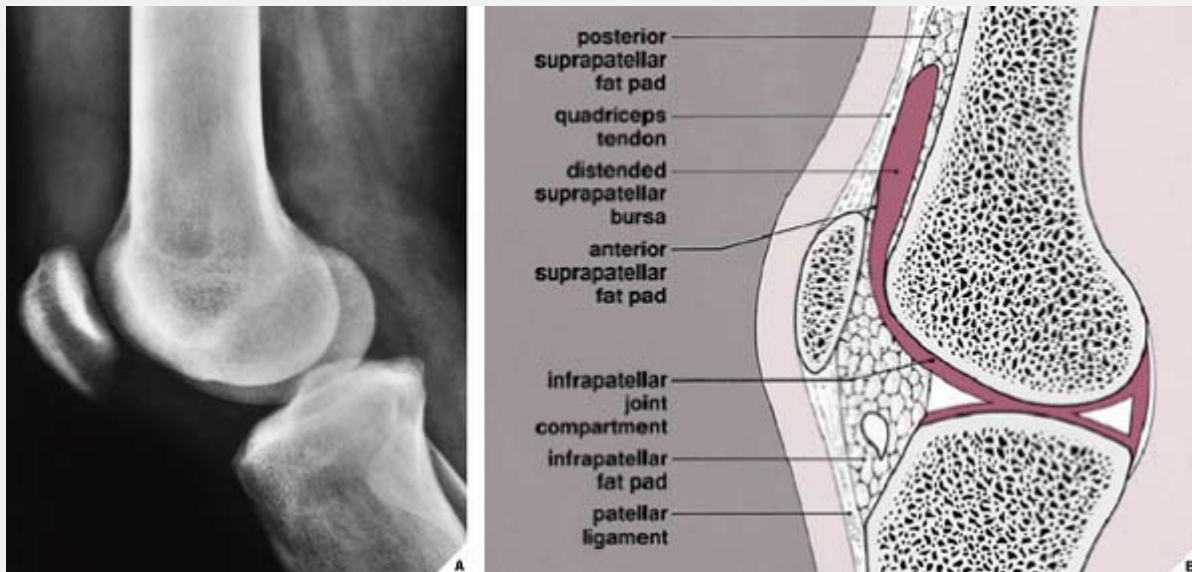 posterior
suprapatellar
fat pad
quadriceps
tendon
distended
suprapatellar
bursa
anterior
suprapatellar
fat pad
infrapatellar
joint
compartment
infrapatellar
fat pad
patellar
ligament
A
B